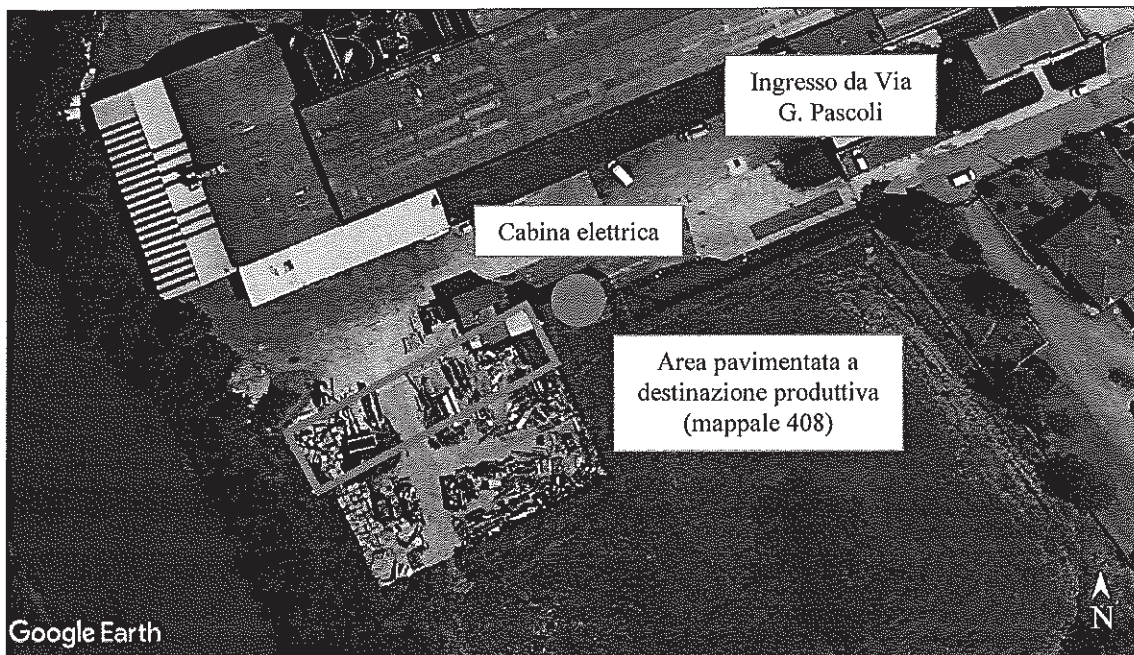 Ingresso da Via
G. Pascoli
Cabina elettrica
Area pavimentata a
destinazione produttiva
(mappale 408)
N
Google Earth